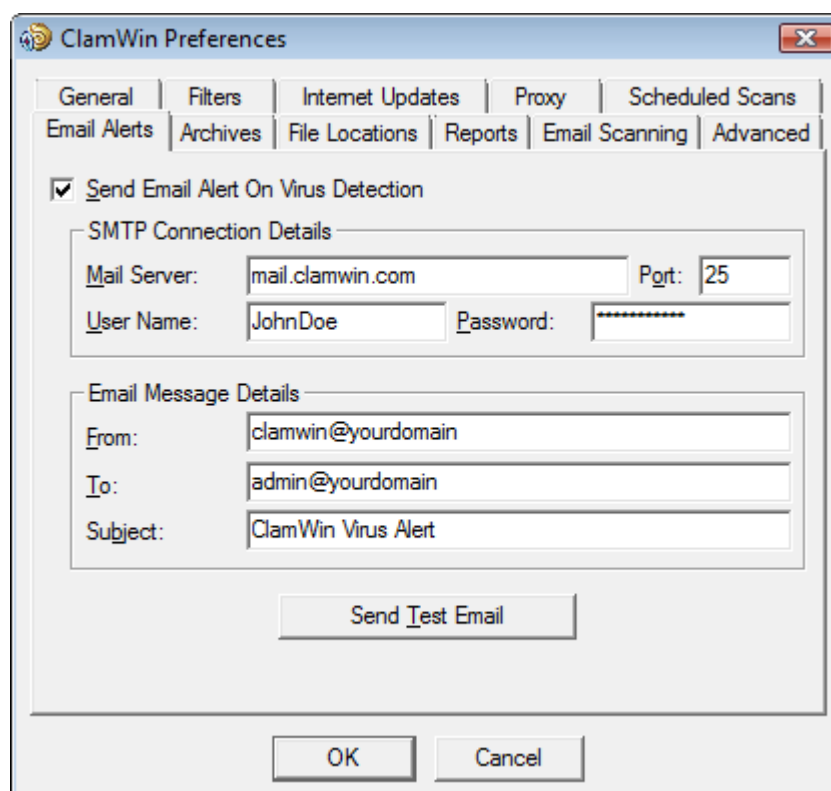 ClamWin Preferences
General Filters Internet Updates Proxy Scheduled Scans
Email Alerts Archives File Locations Reports Email Scanning Advanced
Send Email Alert On Virus Detection
SMTP Connection Details
Mail Server: mail.clamwin.com Port: 25
User Name: JohnDoe Password: ***********
Email Message Details
From: clamwin@yourdomain
To: admin@yourdomain
Subject: ClamWin Virus Alert
Send Test Email
OK Cancel